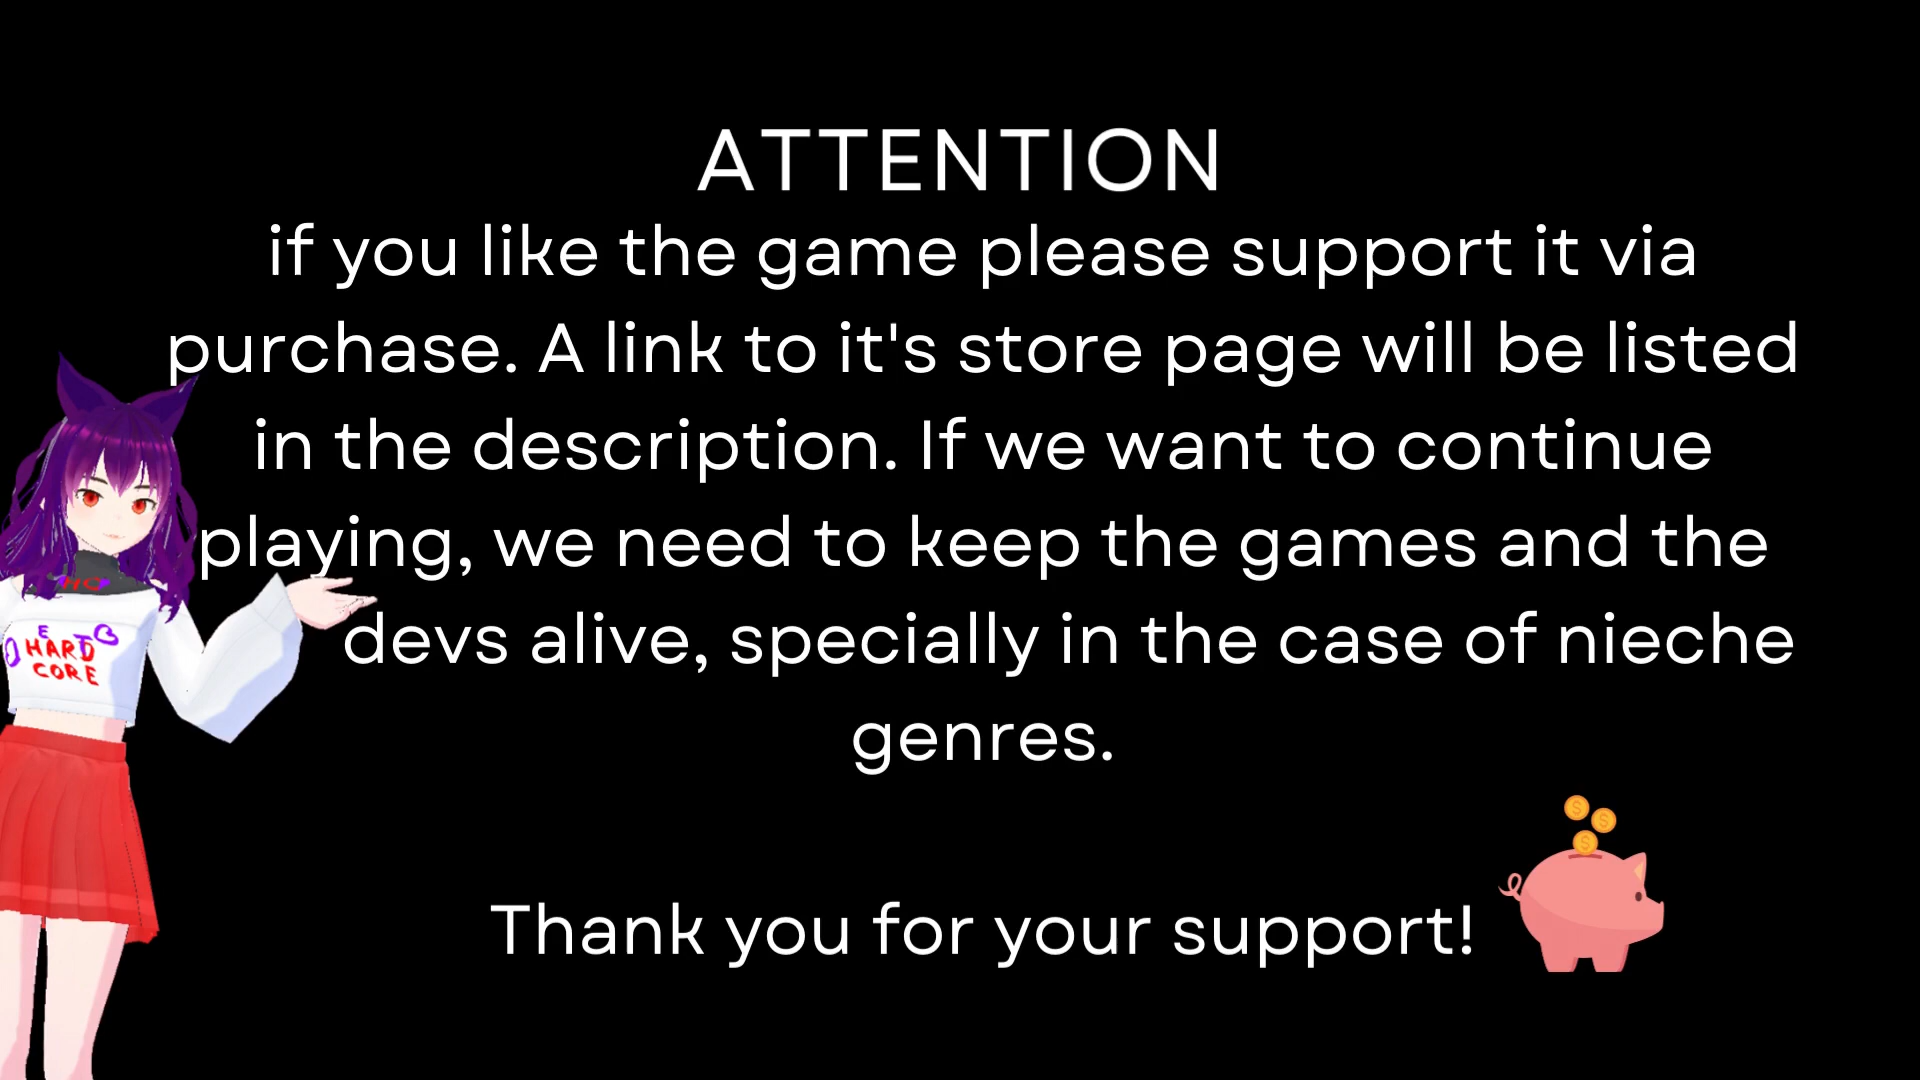 ATTENTION
if you like the game please support it via
purchase. A link to it's store page will be listed
in the description. If we want to continue
playing, we need to keep the games and the
devs alive, specially in the case of nieche
genres.
Thank you for your support!
HC
HARD
CORE